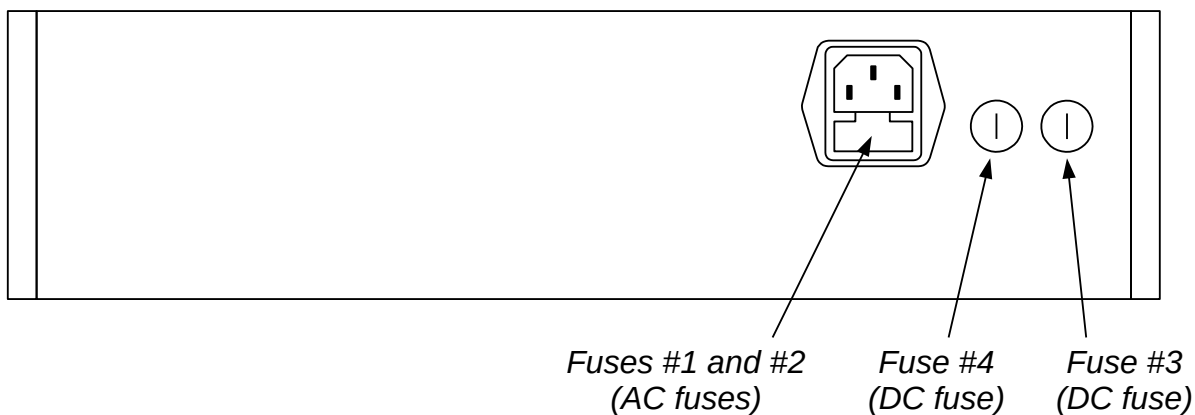 Fuses #1 and #2
(AC fuses)
Fuse #4
(DC fuse)
Fuse #3
(DC fuse)